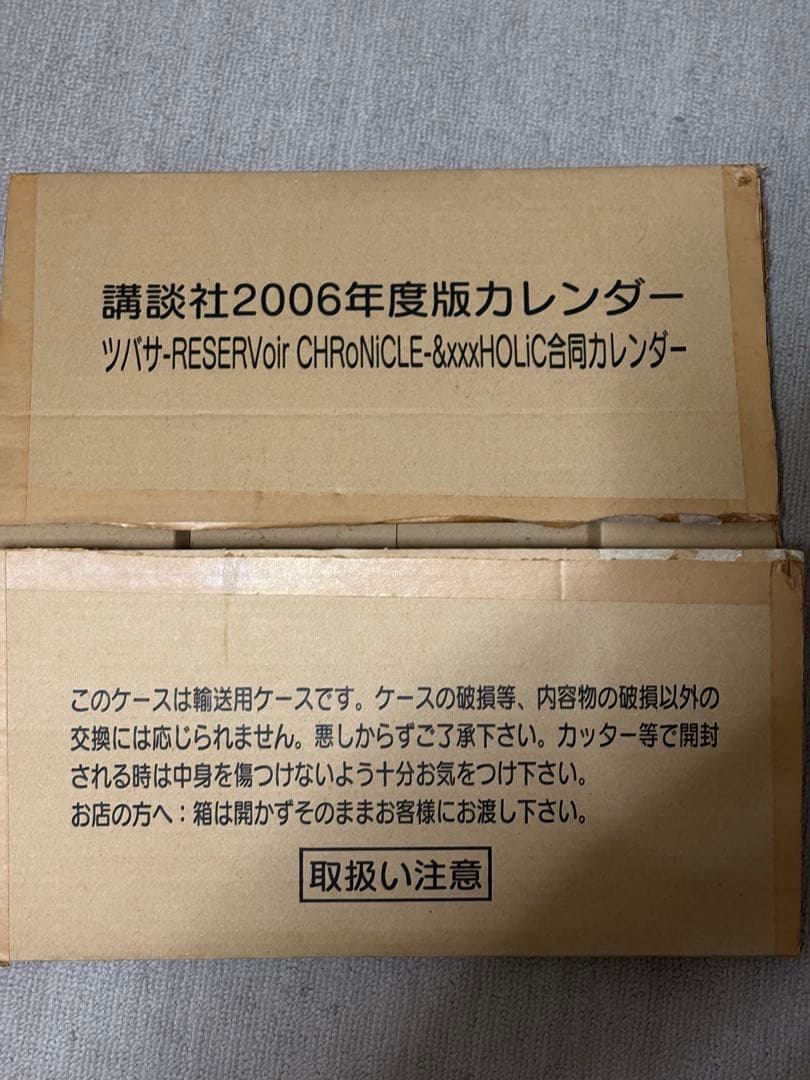 講談社2006年度版カレンダー
ツバサ-RESERVoir CHRoNiCLE-&xxxHOLiC合同カレンダー
このケースは輸送用ケースです。ケースの破損等、内容物の破損以外の
交換には応じられません。悪しからずご了承下さい。カッター等で開封
される時は中身を傷つけないよう十分お気をつけ下さい。
お店の方へ：箱は開かずそのままお客様にお渡し下さい。
取扱い注意